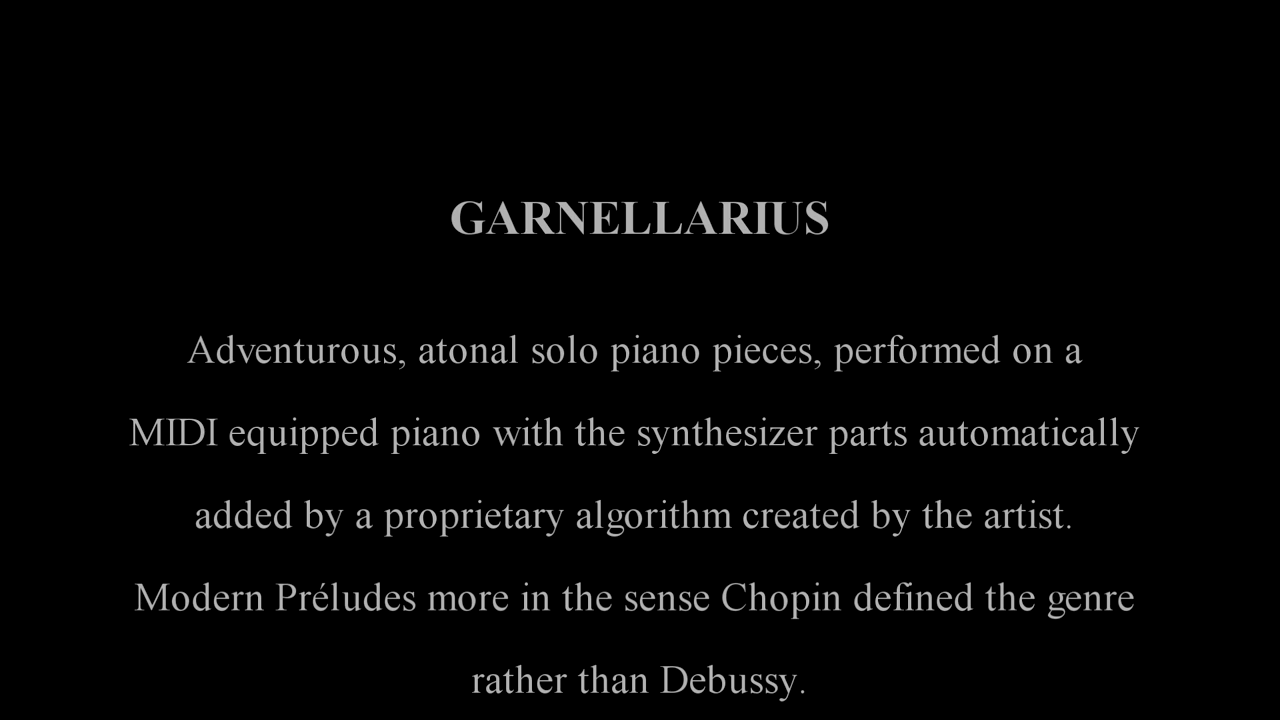 GARNELLARIUS
Adventurous, atonal solo piano pieces, performed on a
MIDI equipped piano with the synthesizer parts automatically
added by a proprietary algorithm created by the artist.
Modern Préludes more in the sense Chopin defined the genre
rather than Debussy.